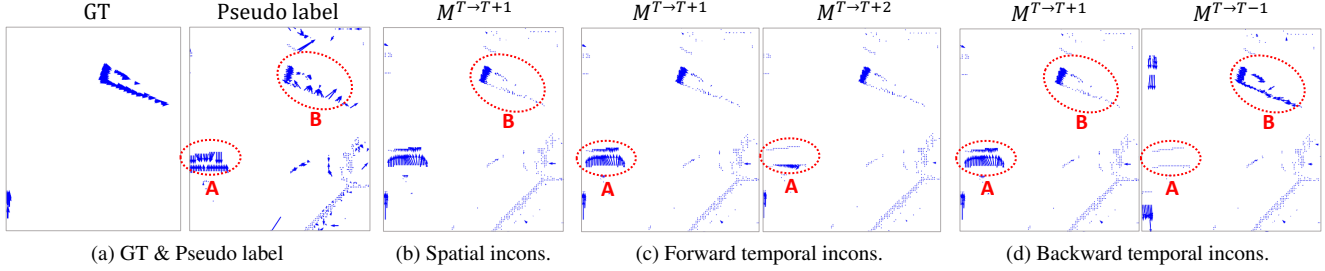 GT Pseudo label M^{T→T+1} M^{T→T+1} M^{T→T+2} M^{T→T+1} M^{T→T-1}
B B B B
A A A A A
(a) GT & Pseudo label (b) Spatial incons. (c) Forward temporal incons. (d) Backward temporal incons.